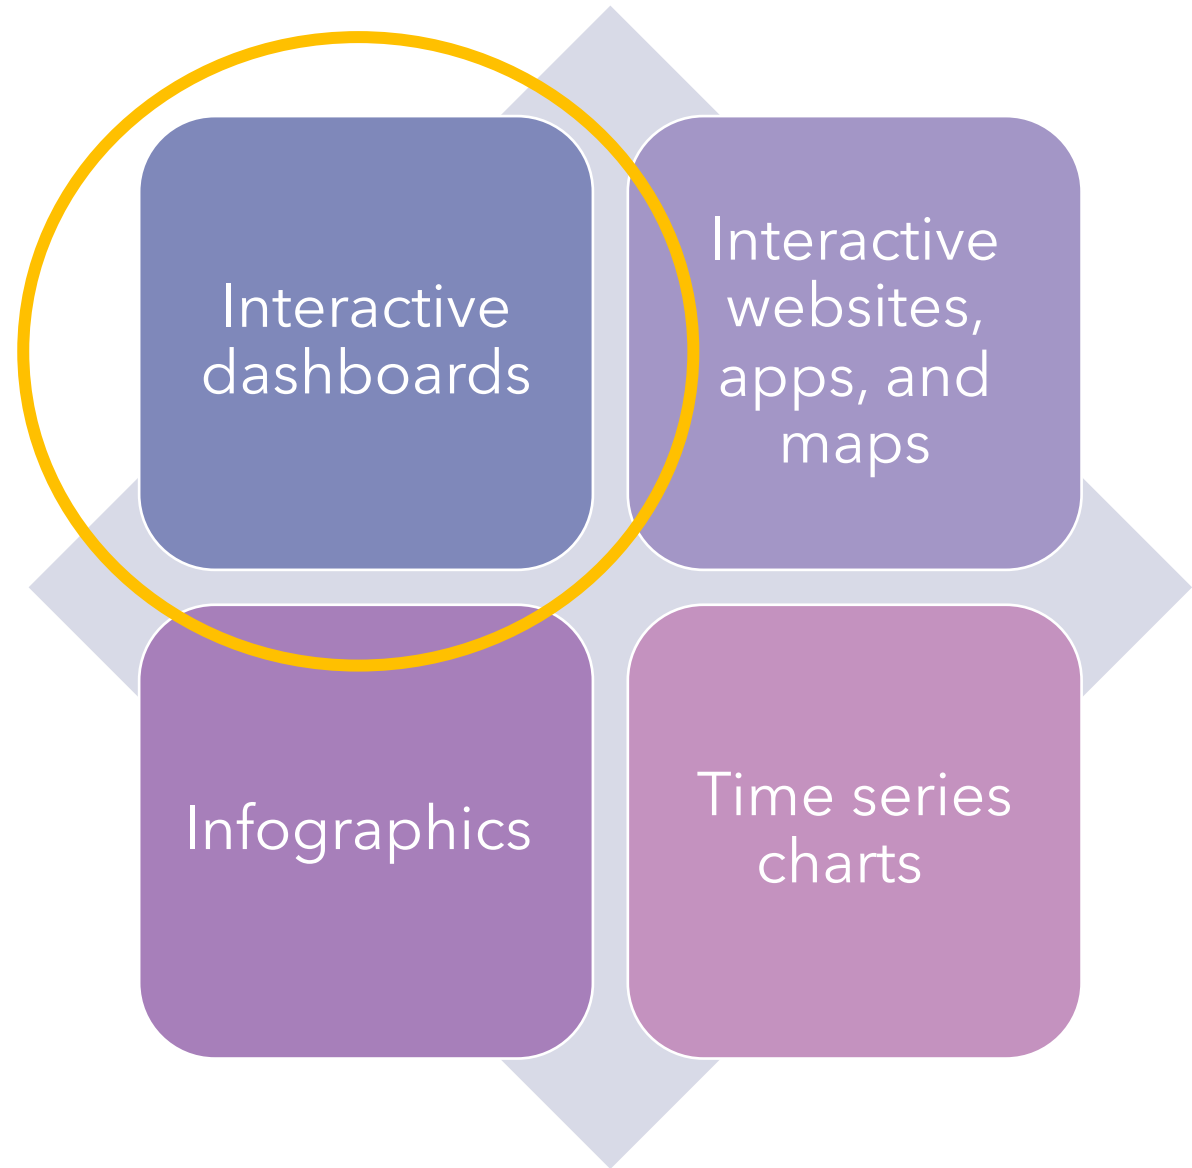 Interactive
dashboards
Interactive
websites,
apps, and
maps
Infographics
Time series
charts